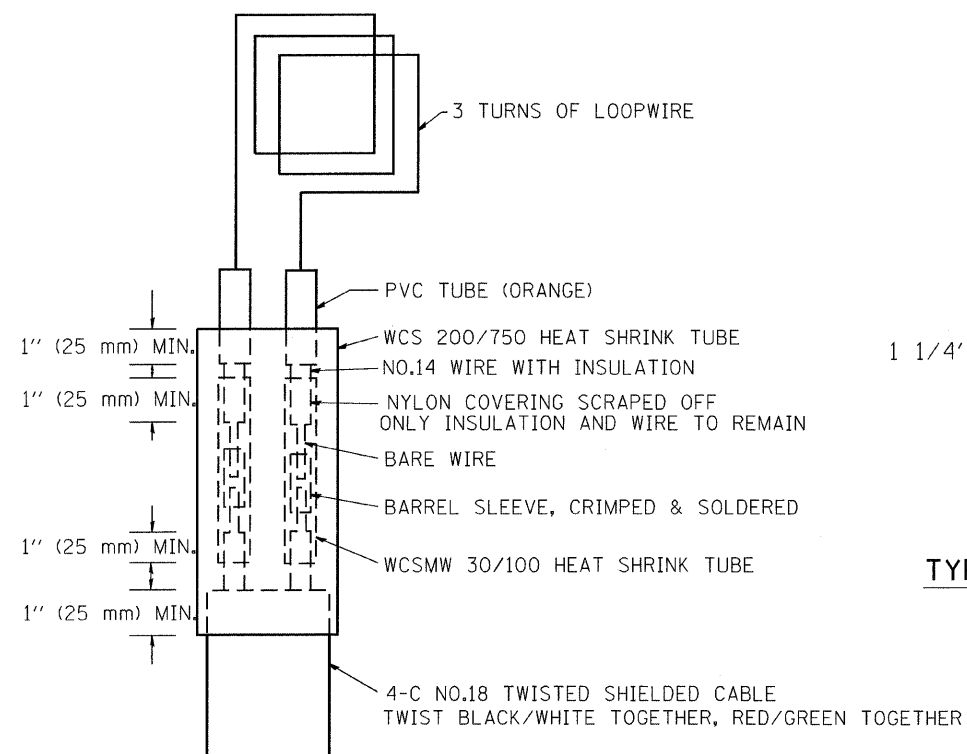 3 TURNS OF LOOPWIRE
PVC TUBE (ORANGE)
WCS 200/750 HEAT SHRINK TUBE
1'' (25 mm) MIN.
1 1/4'
NO.14 WIRE WITH INSULATION
1'' (25 mm) MIN.
NYLON COVERING SCRAPED OFF
ONLY INSULATION AND WIRE TO REMAIN
BARE WIRE
BARREL SLEEVE, CRIMPED & SOLDERED
1'' (25 mm) MIN.
WCSMW 30/100 HEAT SHRINK TUBE
TY
1'' (25 mm) MIN.
4-C NO.18 TWISTED SHIELDED CABLE
TWIST BLACK/WHITE TOGETHER, RED/GREEN TOGETHER